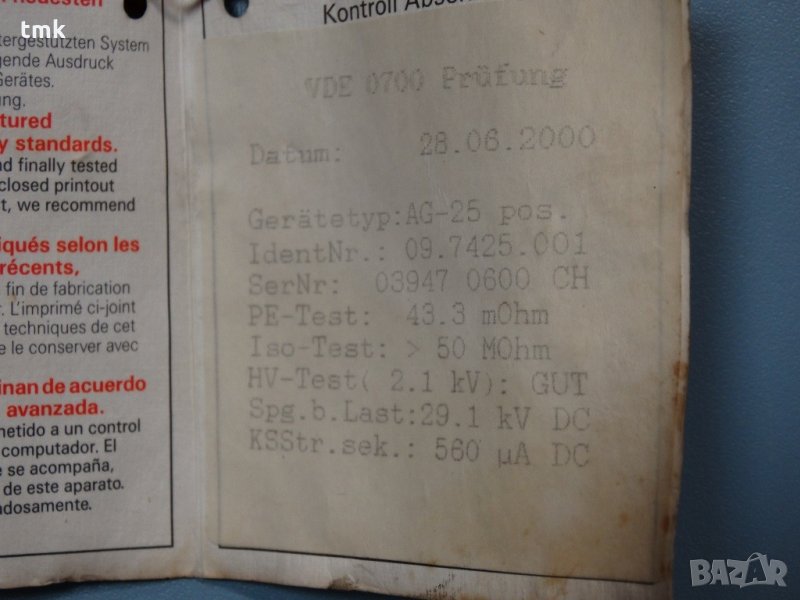 tmk
neuesten
tergestützten System
gende Ausdruck
Gerätes.
ung.
tured
y standards.
nd finally tested
closed printout
t, we recommend
iqués selon les
récents,
fin de fabrication
r. L'imprimé ci-joint
techniques de cet
e le conserver avec
inan de acuerdo
avanzada.
metido a un control
computador. El
e se acompaña,
de este aparato.
adosamente.
Kontroll
VDE 0700 Prüfung
Datum: 28.06.2000
Gerätetyp:AG-25 pos.
IdentNr.: 09.7425.001
SerNr: 03947 0600 CH
PE-Test: 43.3 mOhm
Iso-Test: > 50 MOhm
HV-Test( 2.1 kV): GUT
Spg.b.Last:29.1 kV DC
KSStr.sek.: 560 µA DC
BAZAR.bg